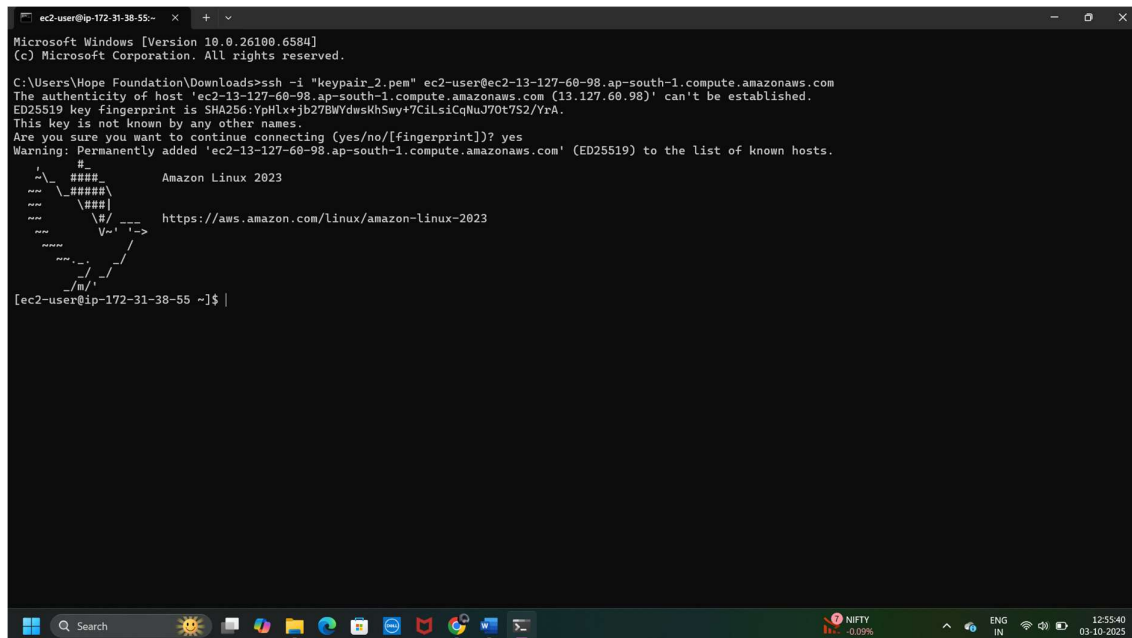 ec2-user@ip-172-31-38-55:~
Microsoft Windows [Version 10.0.26100.6584]
(c) Microsoft Corporation. All rights reserved.
C:\Users\Hope Foundation\Downloads>ssh -i "keypair_2.pem" ec2-user@ec2-13-127-60-98.ap-south-1.compute.amazonaws.com
The authenticity of host 'ec2-13-127-60-98.ap-south-1.compute.amazonaws.com (13.127.60.98)' can't be established.
ED25519 key fingerprint is SHA256:YpHlx+jb27BWYdwsKhSwy+7CiLsiCqNuJ7Ot7S2/YrA.
This key is not known by any other names.
Are you sure you want to continue connecting (yes/no/[fingerprint])? yes
Warning: Permanently added 'ec2-13-127-60-98.ap-south-1.compute.amazonaws.com' (ED25519) to the list of known hosts.
   ,     #_
   ~\_  ####_        Amazon Linux 2023
  ~~  \_#####\
  ~~     \###|
  ~~       \#/ ___   https://aws.amazon.com/linux/amazon-linux-2023
   ~~       V~' '->
    ~~~         /
      ~~._.   _/
         _/ _/
       _/m/'
[ec2-user@ip-172-31-38-55 ~]$
Search
NIFTY
-0.09%
ENG
IN
12:55:40
03-10-2025